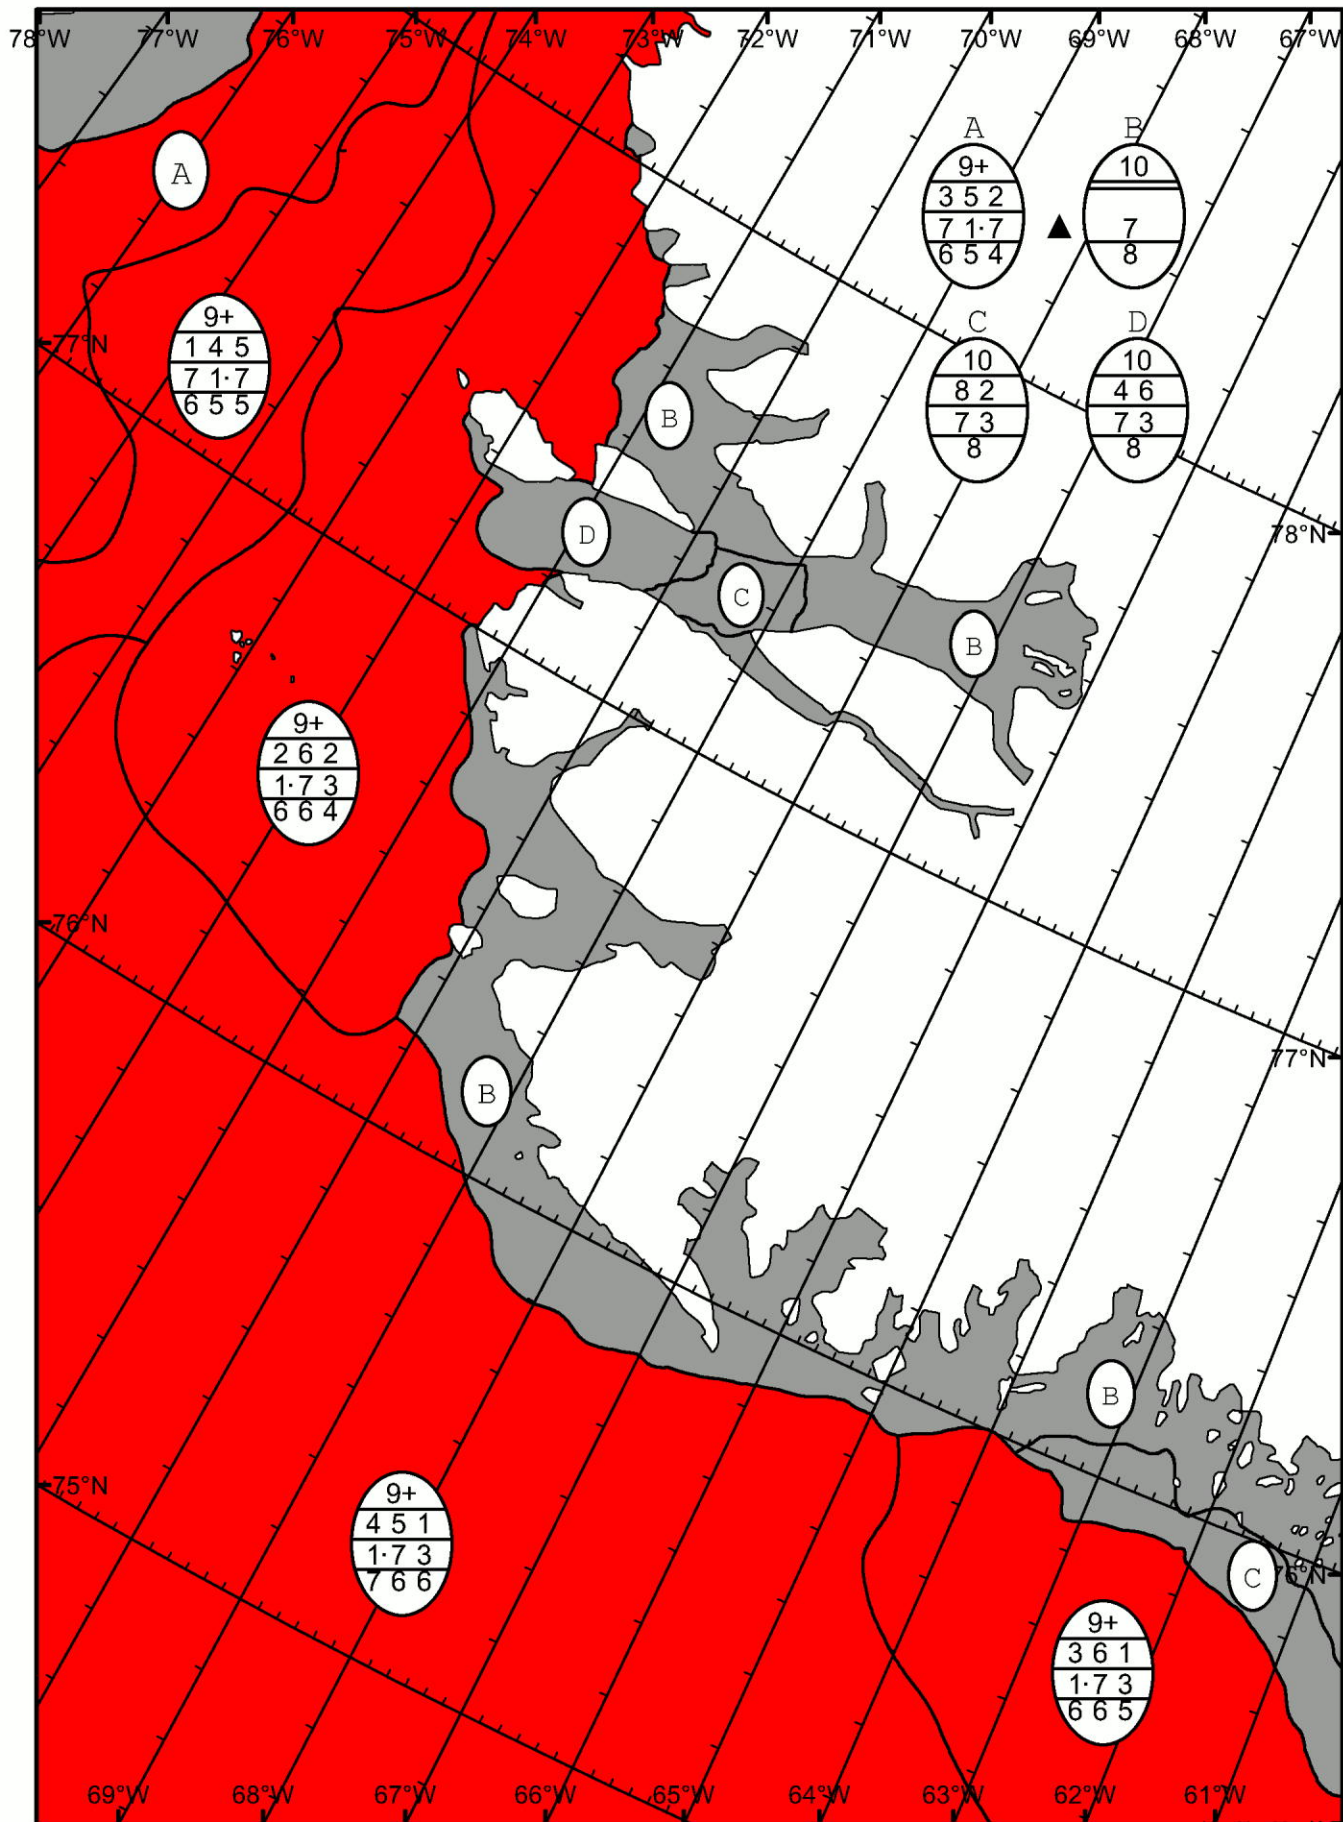 78°W 77°W 76°W 75°W 74°W 73°W 72°W 71°W 70°W 69°W 68°W 67°W
A B
9+ 10
3 5 2
7 1· 7 ▲ 7
6 5 4 8
A
C D
10 10
8 2 4 6
7 3 7 3
8 8
77°N
9+
1 4 5
7 1· 7
6 5 5
B
D
78°N
C
B
9+
2 6 2
1· 7 3
6 6 4
76°N
77°N
B
B
75°N
9+
4 5 1
1· 7 3
7 6 6
C
76°N
9+
3 6 1
1· 7 3
6 6 5
69°W 68°W 67°W 66°W 65°W 64°W 63°W 62°W 61°W